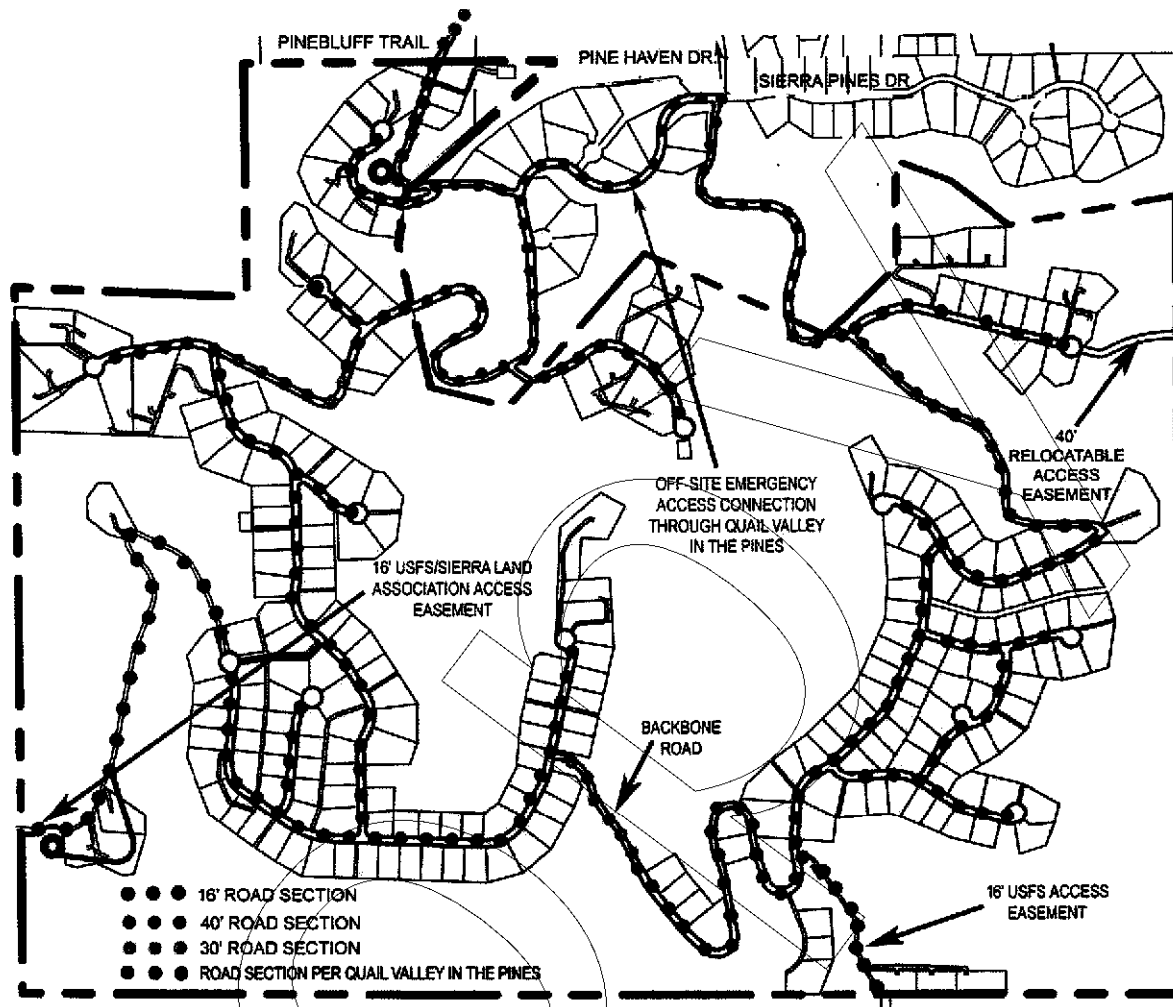 PINEBLUFF TRAIL
PINE HAVEN DR.
SIERRA PINES DR
40'
RELOCATABLE
ACCESS
EASEMENT
OFF-SITE EMERGENCY
ACCESS CONNECTION
THROUGH QUAIL VALLEY
IN THE PINES
16' USFS/SIERRA LAND
ASSOCIATION ACCESS
EASEMENT
BACKBONE
ROAD
16' ROAD SECTION
40' ROAD SECTION
30' ROAD SECTION
ROAD SECTION PER QUAIL VALLEY IN THE PINES
16' USFS ACCESS
EASEMENT